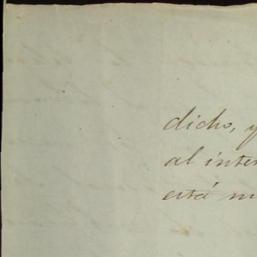 dicho, y
al inter
está m